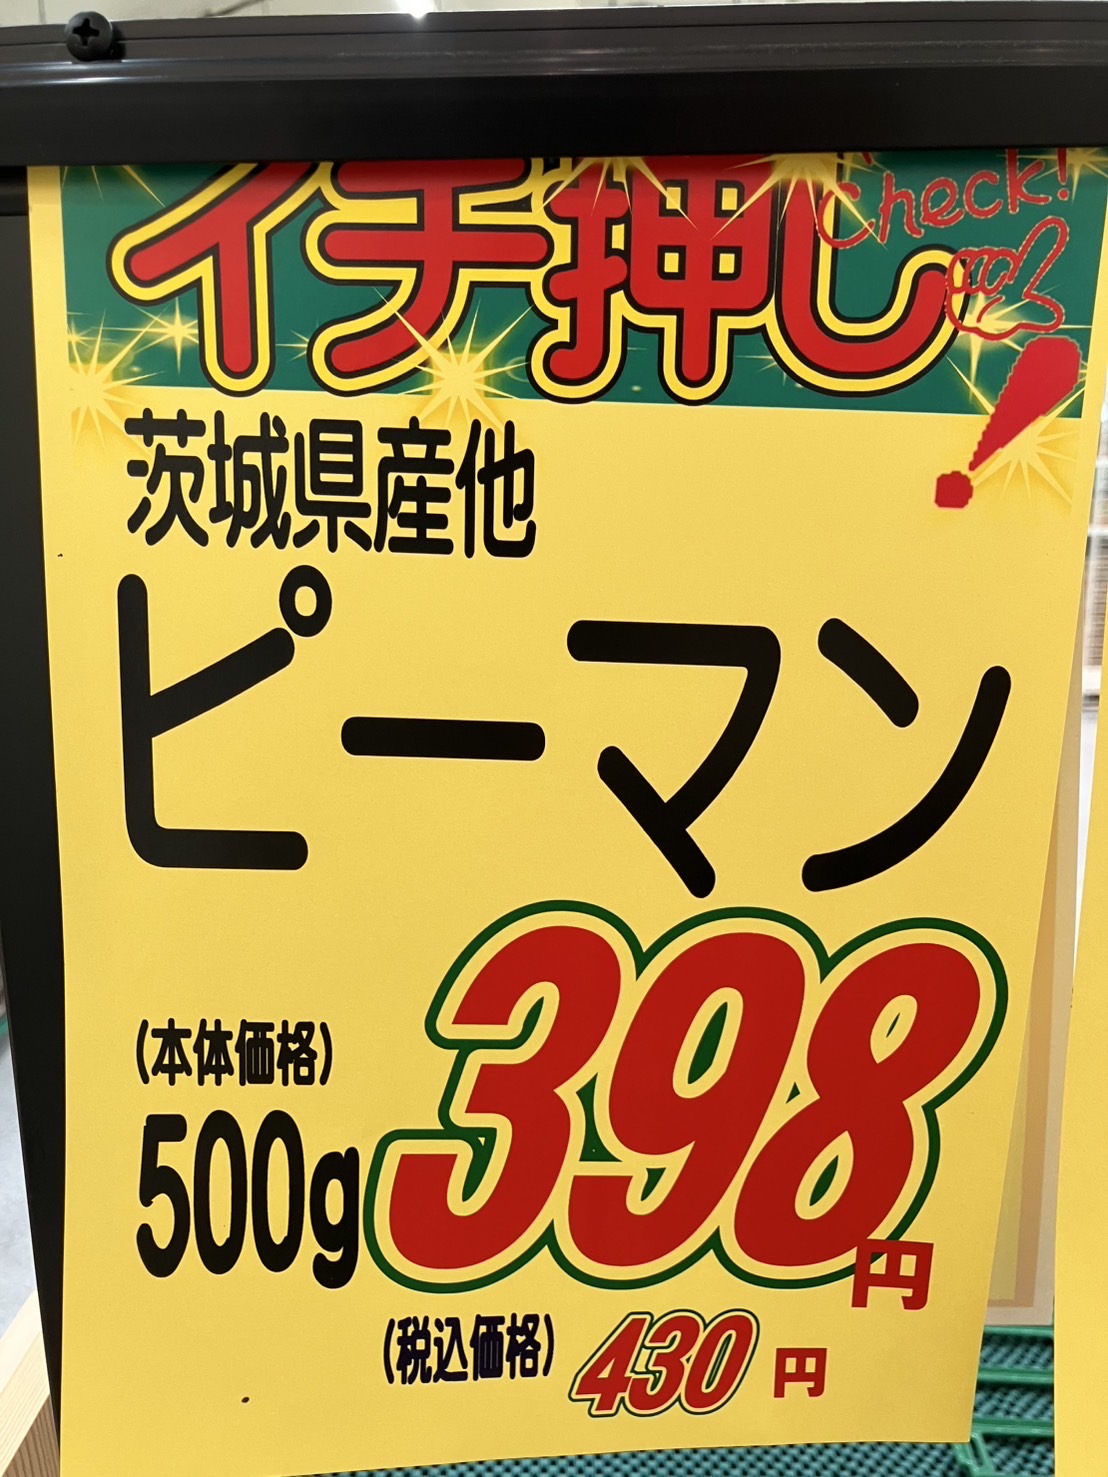 イチ押し
Check!
茨城県産他
ピーマン
(本体価格)
500g
398円
(税込価格) 430円